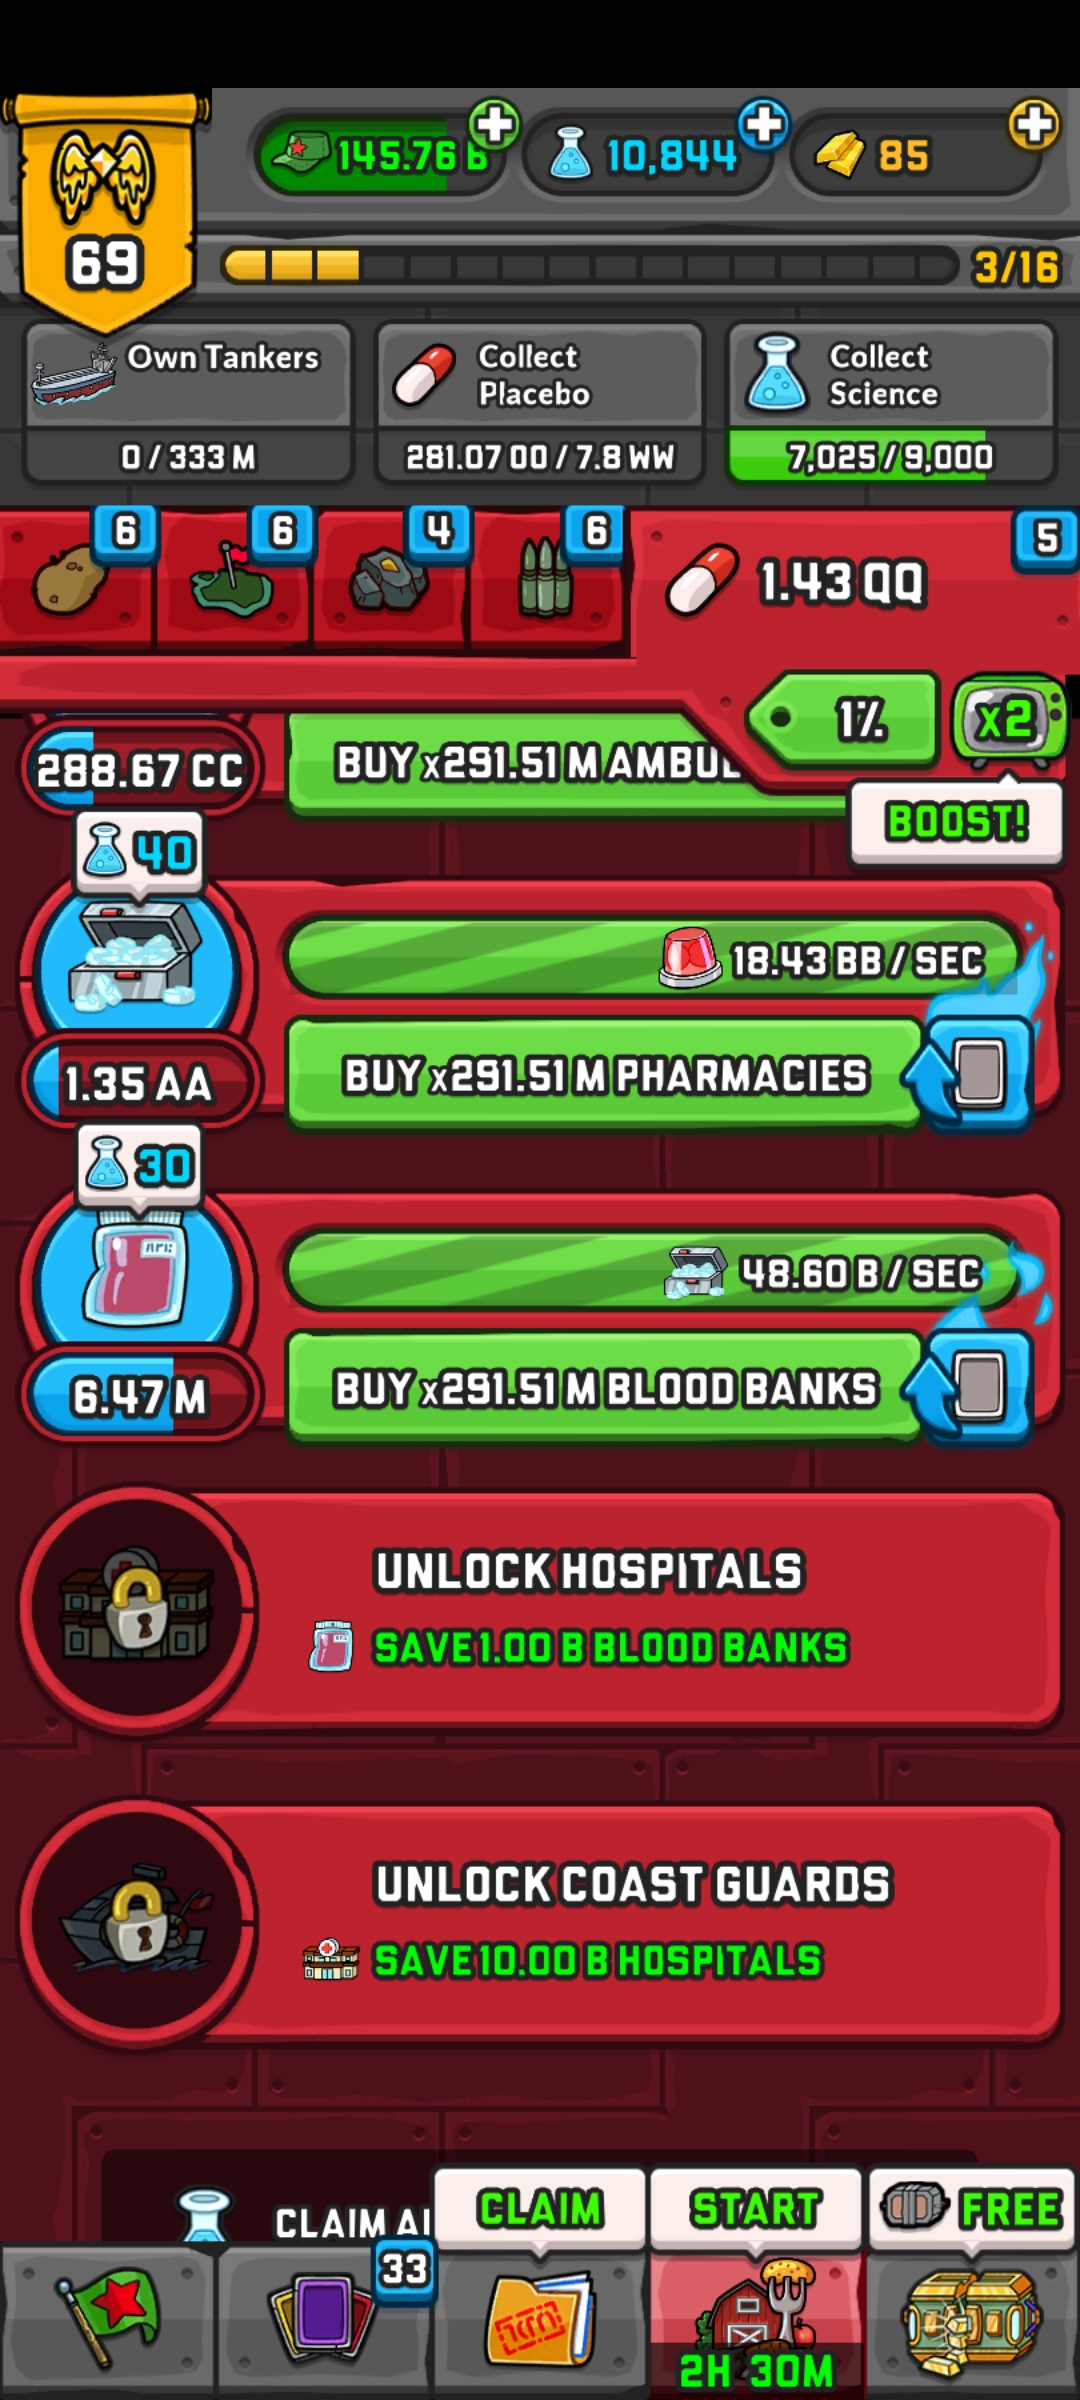 145.76 B
10,844
85
69
3/16
Own Tankers
0 / 333 M
Collect
Placebo
281.07 OO / 7.8 WW
Collect
Science
7,025 / 9,000
6
6
4
6
1.43 QQ
5
1%
x2
BOOST!
288.67 CC
BUY x291.51 M AMBUL
40
18.43 BB / SEC
1.35 AA
BUY x291.51 M PHARMACIES
30
48.60 B / SEC
6.47 M
BUY x291.51 M BLOOD BANKS
UNLOCK HOSPITALS
SAVE 1.00 B BLOOD BANKS
UNLOCK COAST GUARDS
SAVE 10.00 B HOSPITALS
CLAIM
START
FREE
CLAIM AL
33
2H 30M